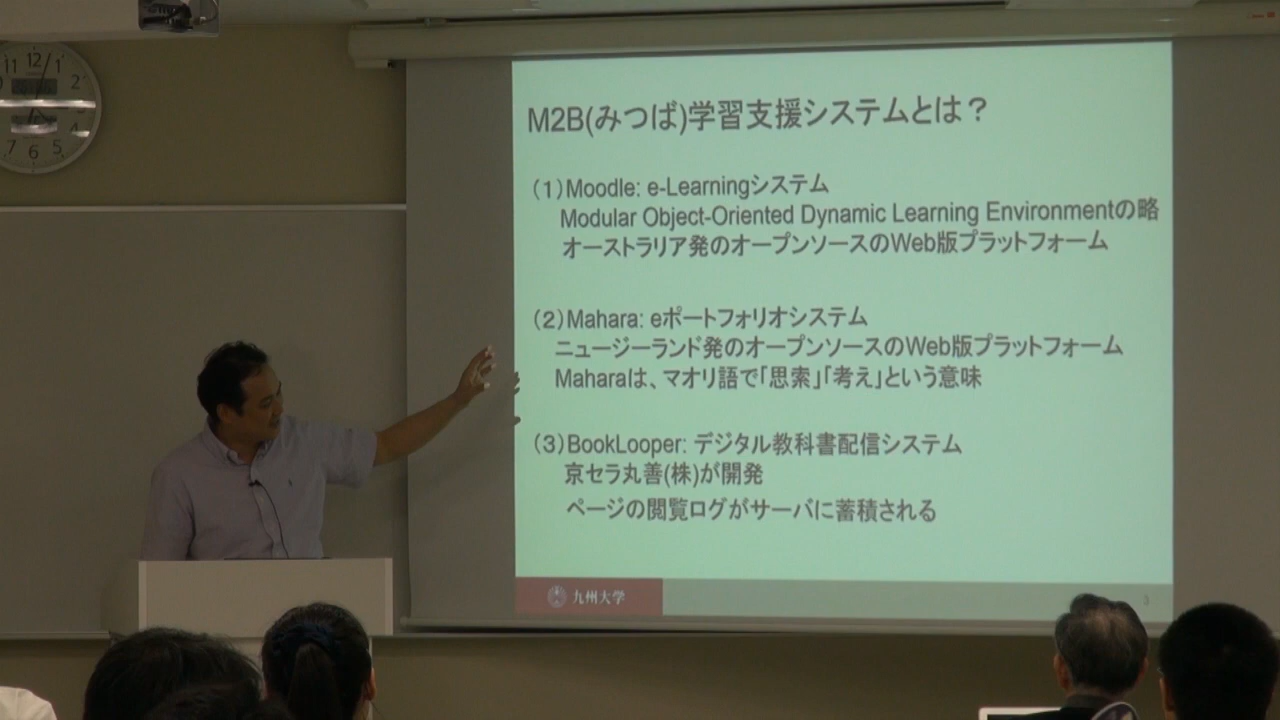 M2B(みつば)学習支援システムとは？
（1）Moodle: e-Learningシステム
Modular Object-Oriented Dynamic Learning Environmentの略
オーストラリア発のオープンソースのWeb版プラットフォーム
（2）Mahara: eポートフォリオシステム
ニュージーランド発のオープンソースのWeb版プラットフォーム
Maharaは、マオリ語で「思索」「考え」という意味
（3）BookLooper: デジタル教科書配信システム
京セラ丸善(株)が開発
ページの閲覧ログがサーバに蓄積される
九州大学
3
11 12 1
2
4
7 6 5